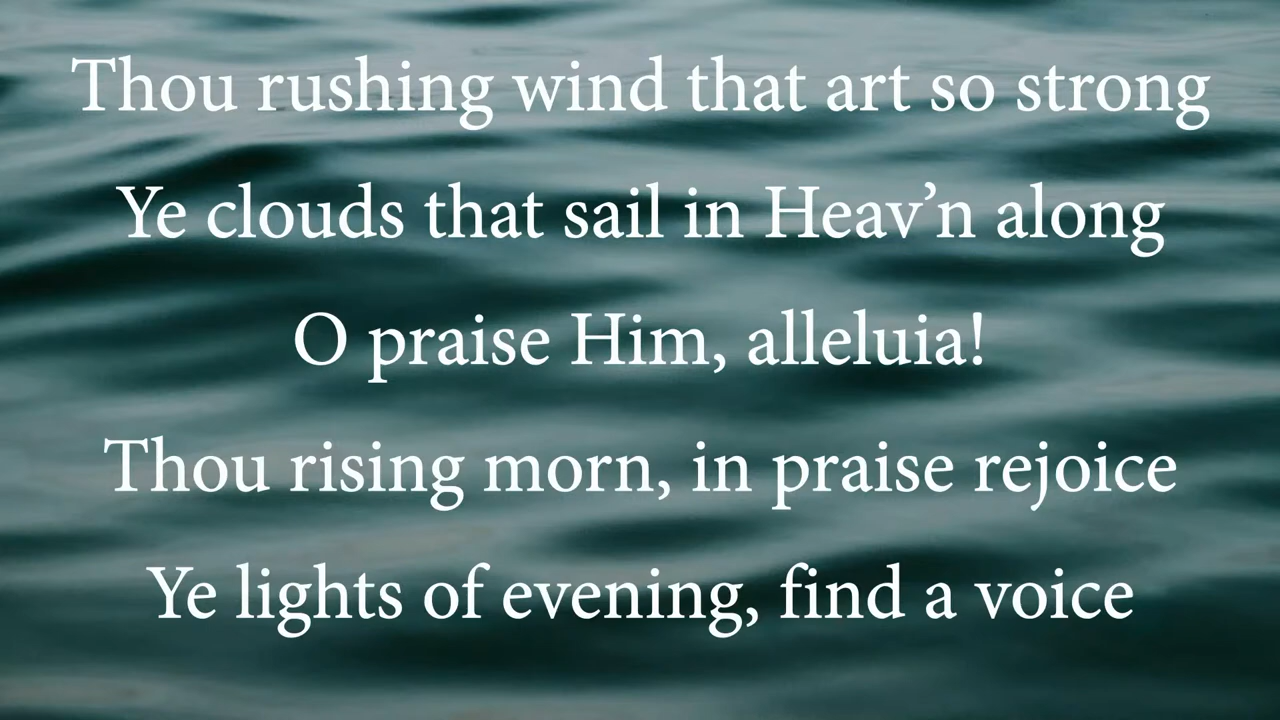 Thou rushing wind that art so strong
Ye clouds that sail in Heav’n along
O praise Him, alleluia!
Thou rising morn, in praise rejoice
Ye lights of evening, find a voice